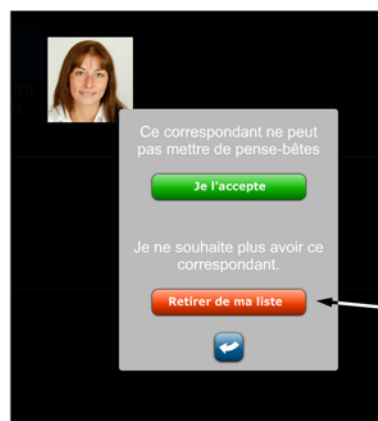 Ce correspondant ne peut
pas mettre de pense-bêtes
Je l'accepte
Je ne souhaite plus avoir ce
correspondant.
Retirer de ma liste